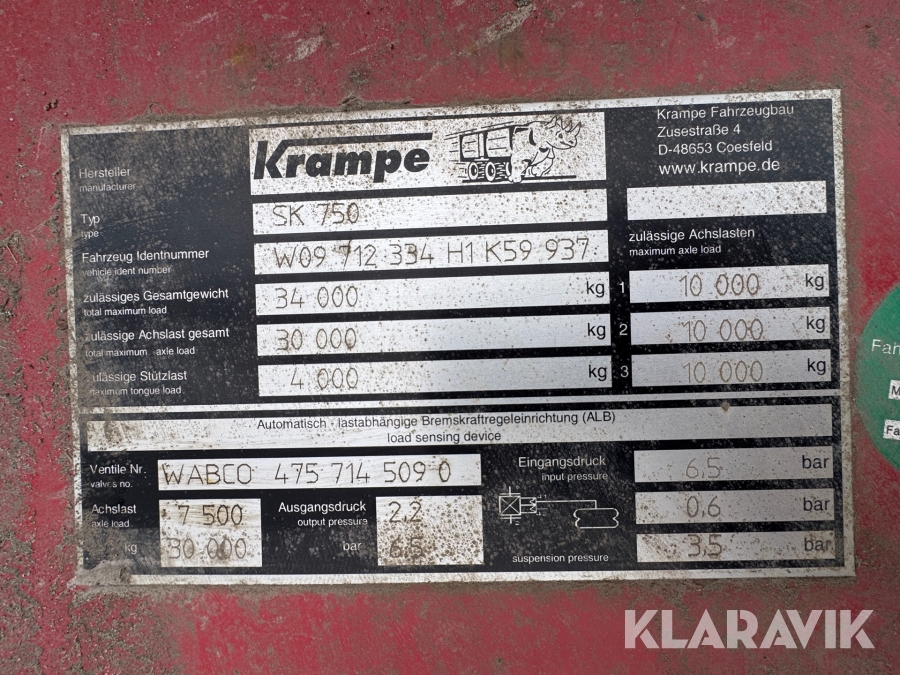 Krampe Fahrzeugbau
Zusestraße 4
D-48653 Coesfeld
www.krampe.de
Hersteller
manufacturer
Krampe
Typ
type
SK 750
Fahrzeug Identnummer
vehicle ident number
W09 712 334 H1 K59 937
zulässiges Gesamtgewicht
total maximum load
34 000 kg
zulässige Achslast gesamt
total maximum axle load
30 000 kg
zulässige Stützlast
maximum tongue load
4 000 kg
zulässige Achslasten
maximum axle load
1 10 000 kg
2 10 000 kg
3 10 000 kg
Automatisch - lastabhängige Bremskraftregeleinrichtung (ALB)
load sensing device
Ventile Nr.
valves no.
WABCO 475 714 509 0
Achslast
axle load
kg
7 500
30 000
Ausgangsdruck
output pressure
bar
2,2
6,5
Eingangsdruck
input pressure
6,5 bar
0,6 bar
suspension pressure
3,5 bar
Fah
M
Fa
KLARAVIK